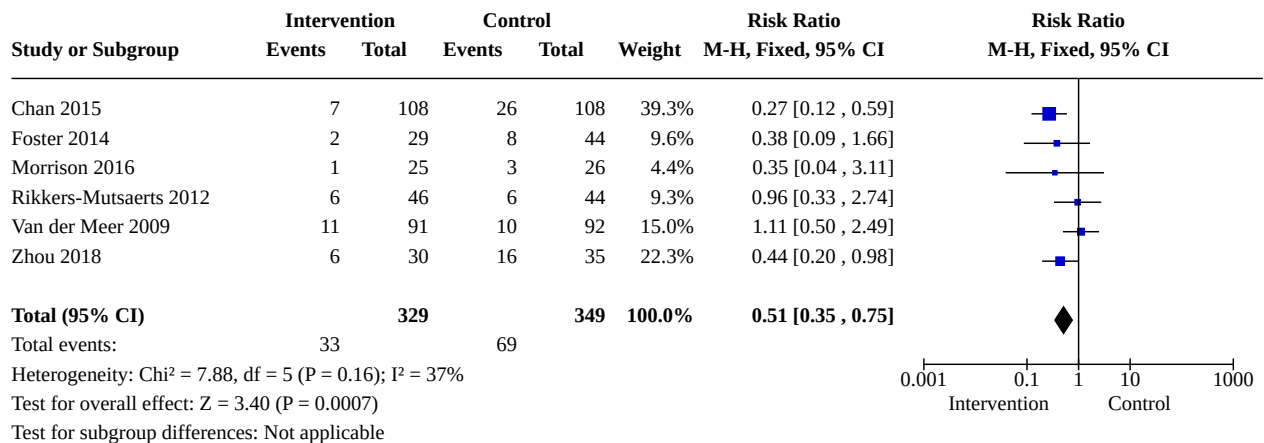 Intervention Control Risk Ratio Risk Ratio
Study or Subgroup Events Total Events Total Weight M-H, Fixed, 95% CI M-H, Fixed, 95% CI
Chan 2015 7 108 26 108 39.3% 0.27 [0.12 , 0.59]
Foster 2014 2 29 8 44 9.6% 0.38 [0.09 , 1.66]
Morrison 2016 1 25 3 26 4.4% 0.35 [0.04 , 3.11]
Rikkers-Mutsaerts 2012 6 46 6 44 9.3% 0.96 [0.33 , 2.74]
Van der Meer 2009 11 91 10 92 15.0% 1.11 [0.50 , 2.49]
Zhou 2018 6 30 16 35 22.3% 0.44 [0.20 , 0.98]
Total (95% CI) 329 349 100.0% 0.51 [0.35 , 0.75]
Total events: 33 69
Heterogeneity: Chi² = 7.88, df = 5 (P = 0.16); I² = 37%
0.001 0.1 1 10 1000
Test for overall effect: Z = 3.40 (P = 0.0007)
Intervention Control
Test for subgroup differences: Not applicable